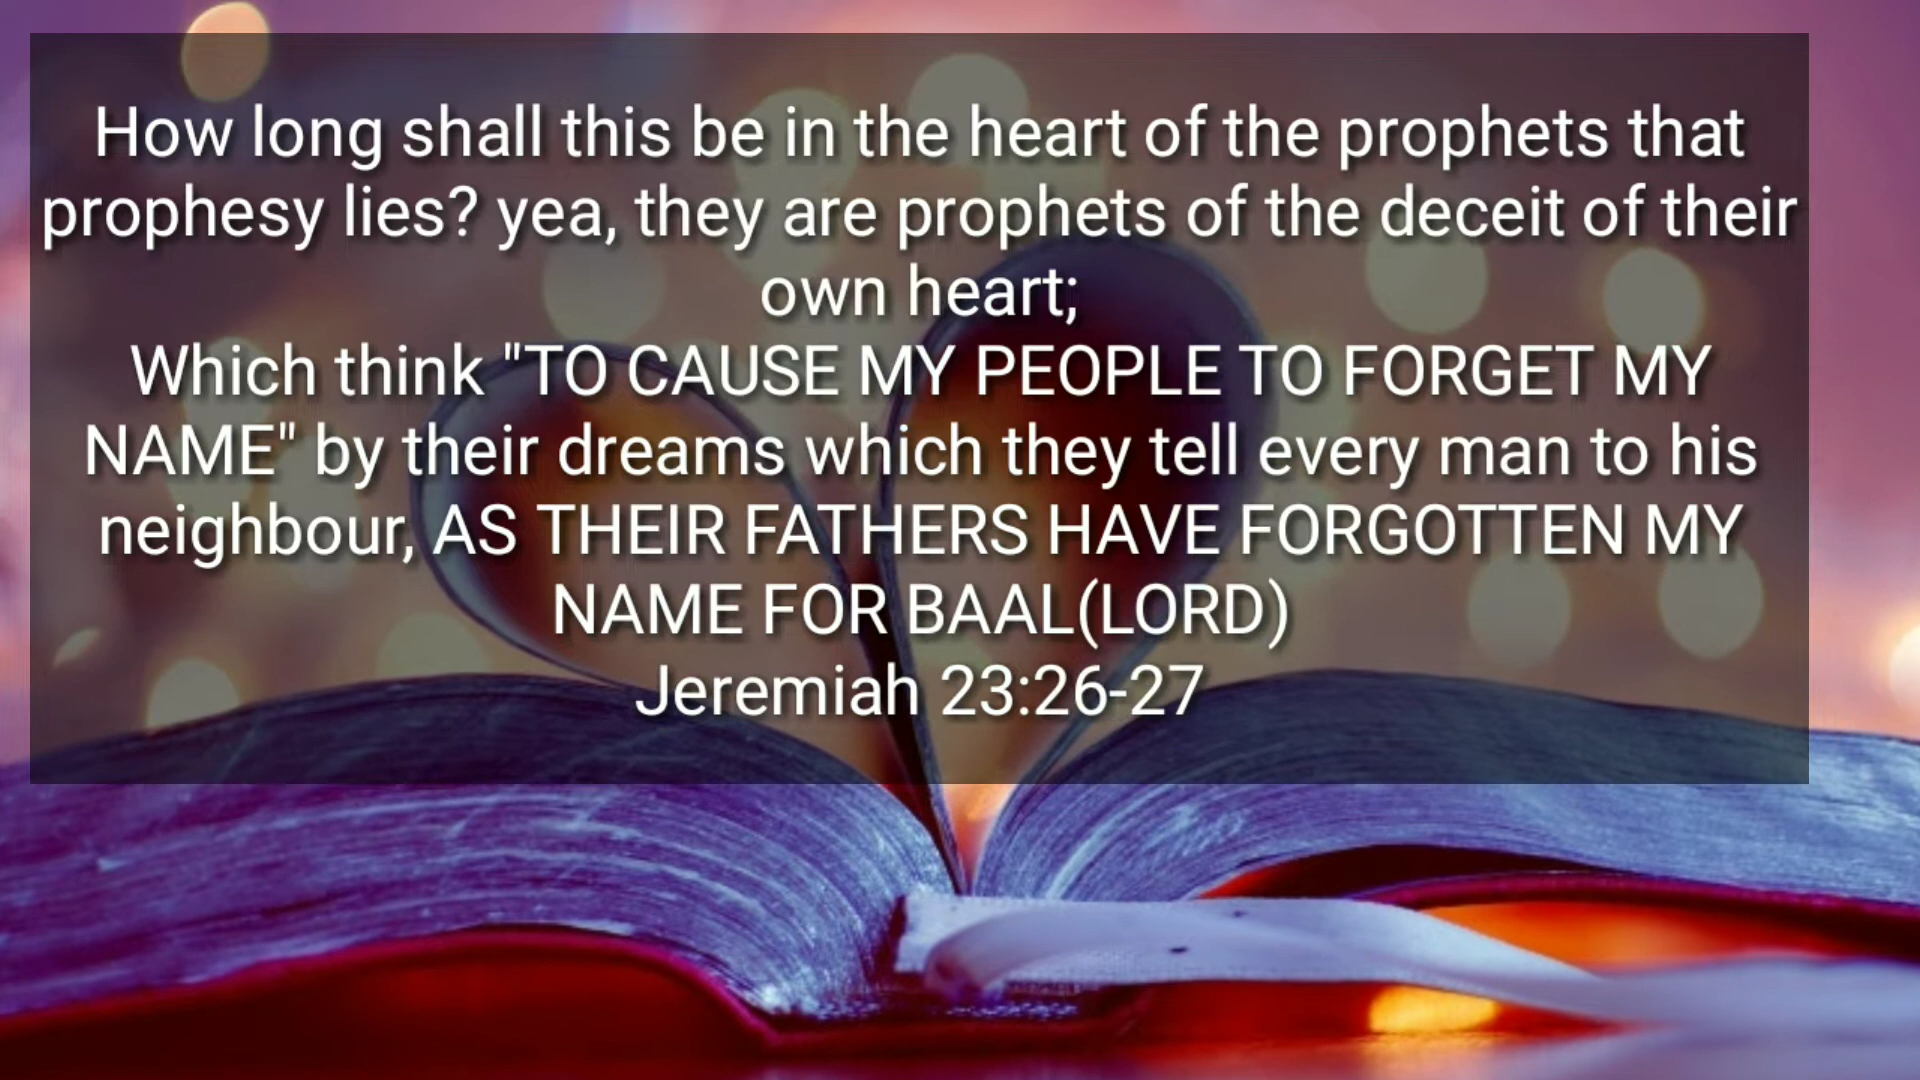 How long shall this be in the heart of the prophets that
prophesy lies? yea, they are prophets of the deceit of their
own heart;
Which think "TO CAUSE MY PEOPLE TO FORGET MY
NAME" by their dreams which they tell every man to his
neighbour, AS THEIR FATHERS HAVE FORGOTTEN MY
NAME FOR BAAL(LORD)
Jeremiah 23:26-27